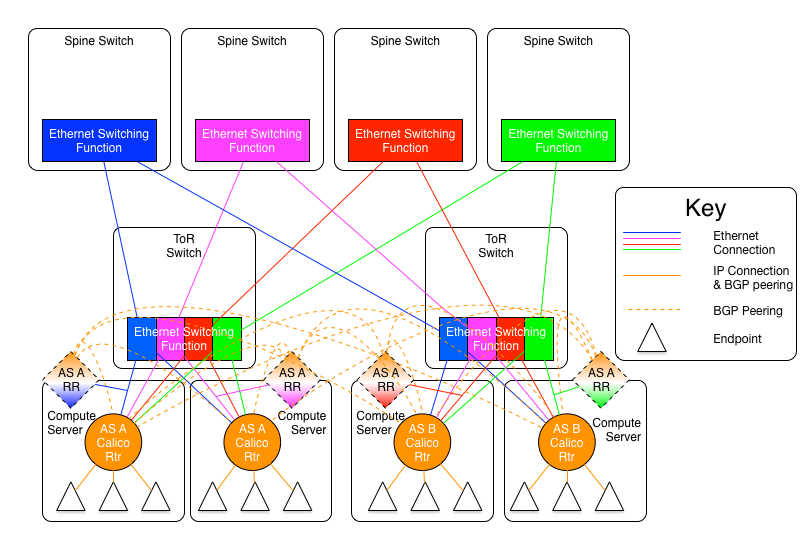 Spine Switch
Spine Switch
Spine Switch
Spine Switch
Ethernet Switching
Function
Ethernet Switching
Function
Ethernet Switching
Function
Ethernet Switching
Function
Key
Ethernet
Connection
IP Connection
& BGP peering
BGP Peering
Endpoint
ToR
Switch
ToR
Switch
Ethernet Switching
Function
Ethernet Switching
Function
AS A
RR
AS A
RR
AS A
RR
AS A
RR
Compute
Server
Compute
Server
Compute
Server
Compute
Server
AS A
Calico
Rtr
AS A
Calico
Rtr
AS B
Calico
Rtr
AS B
Calico
Rtr